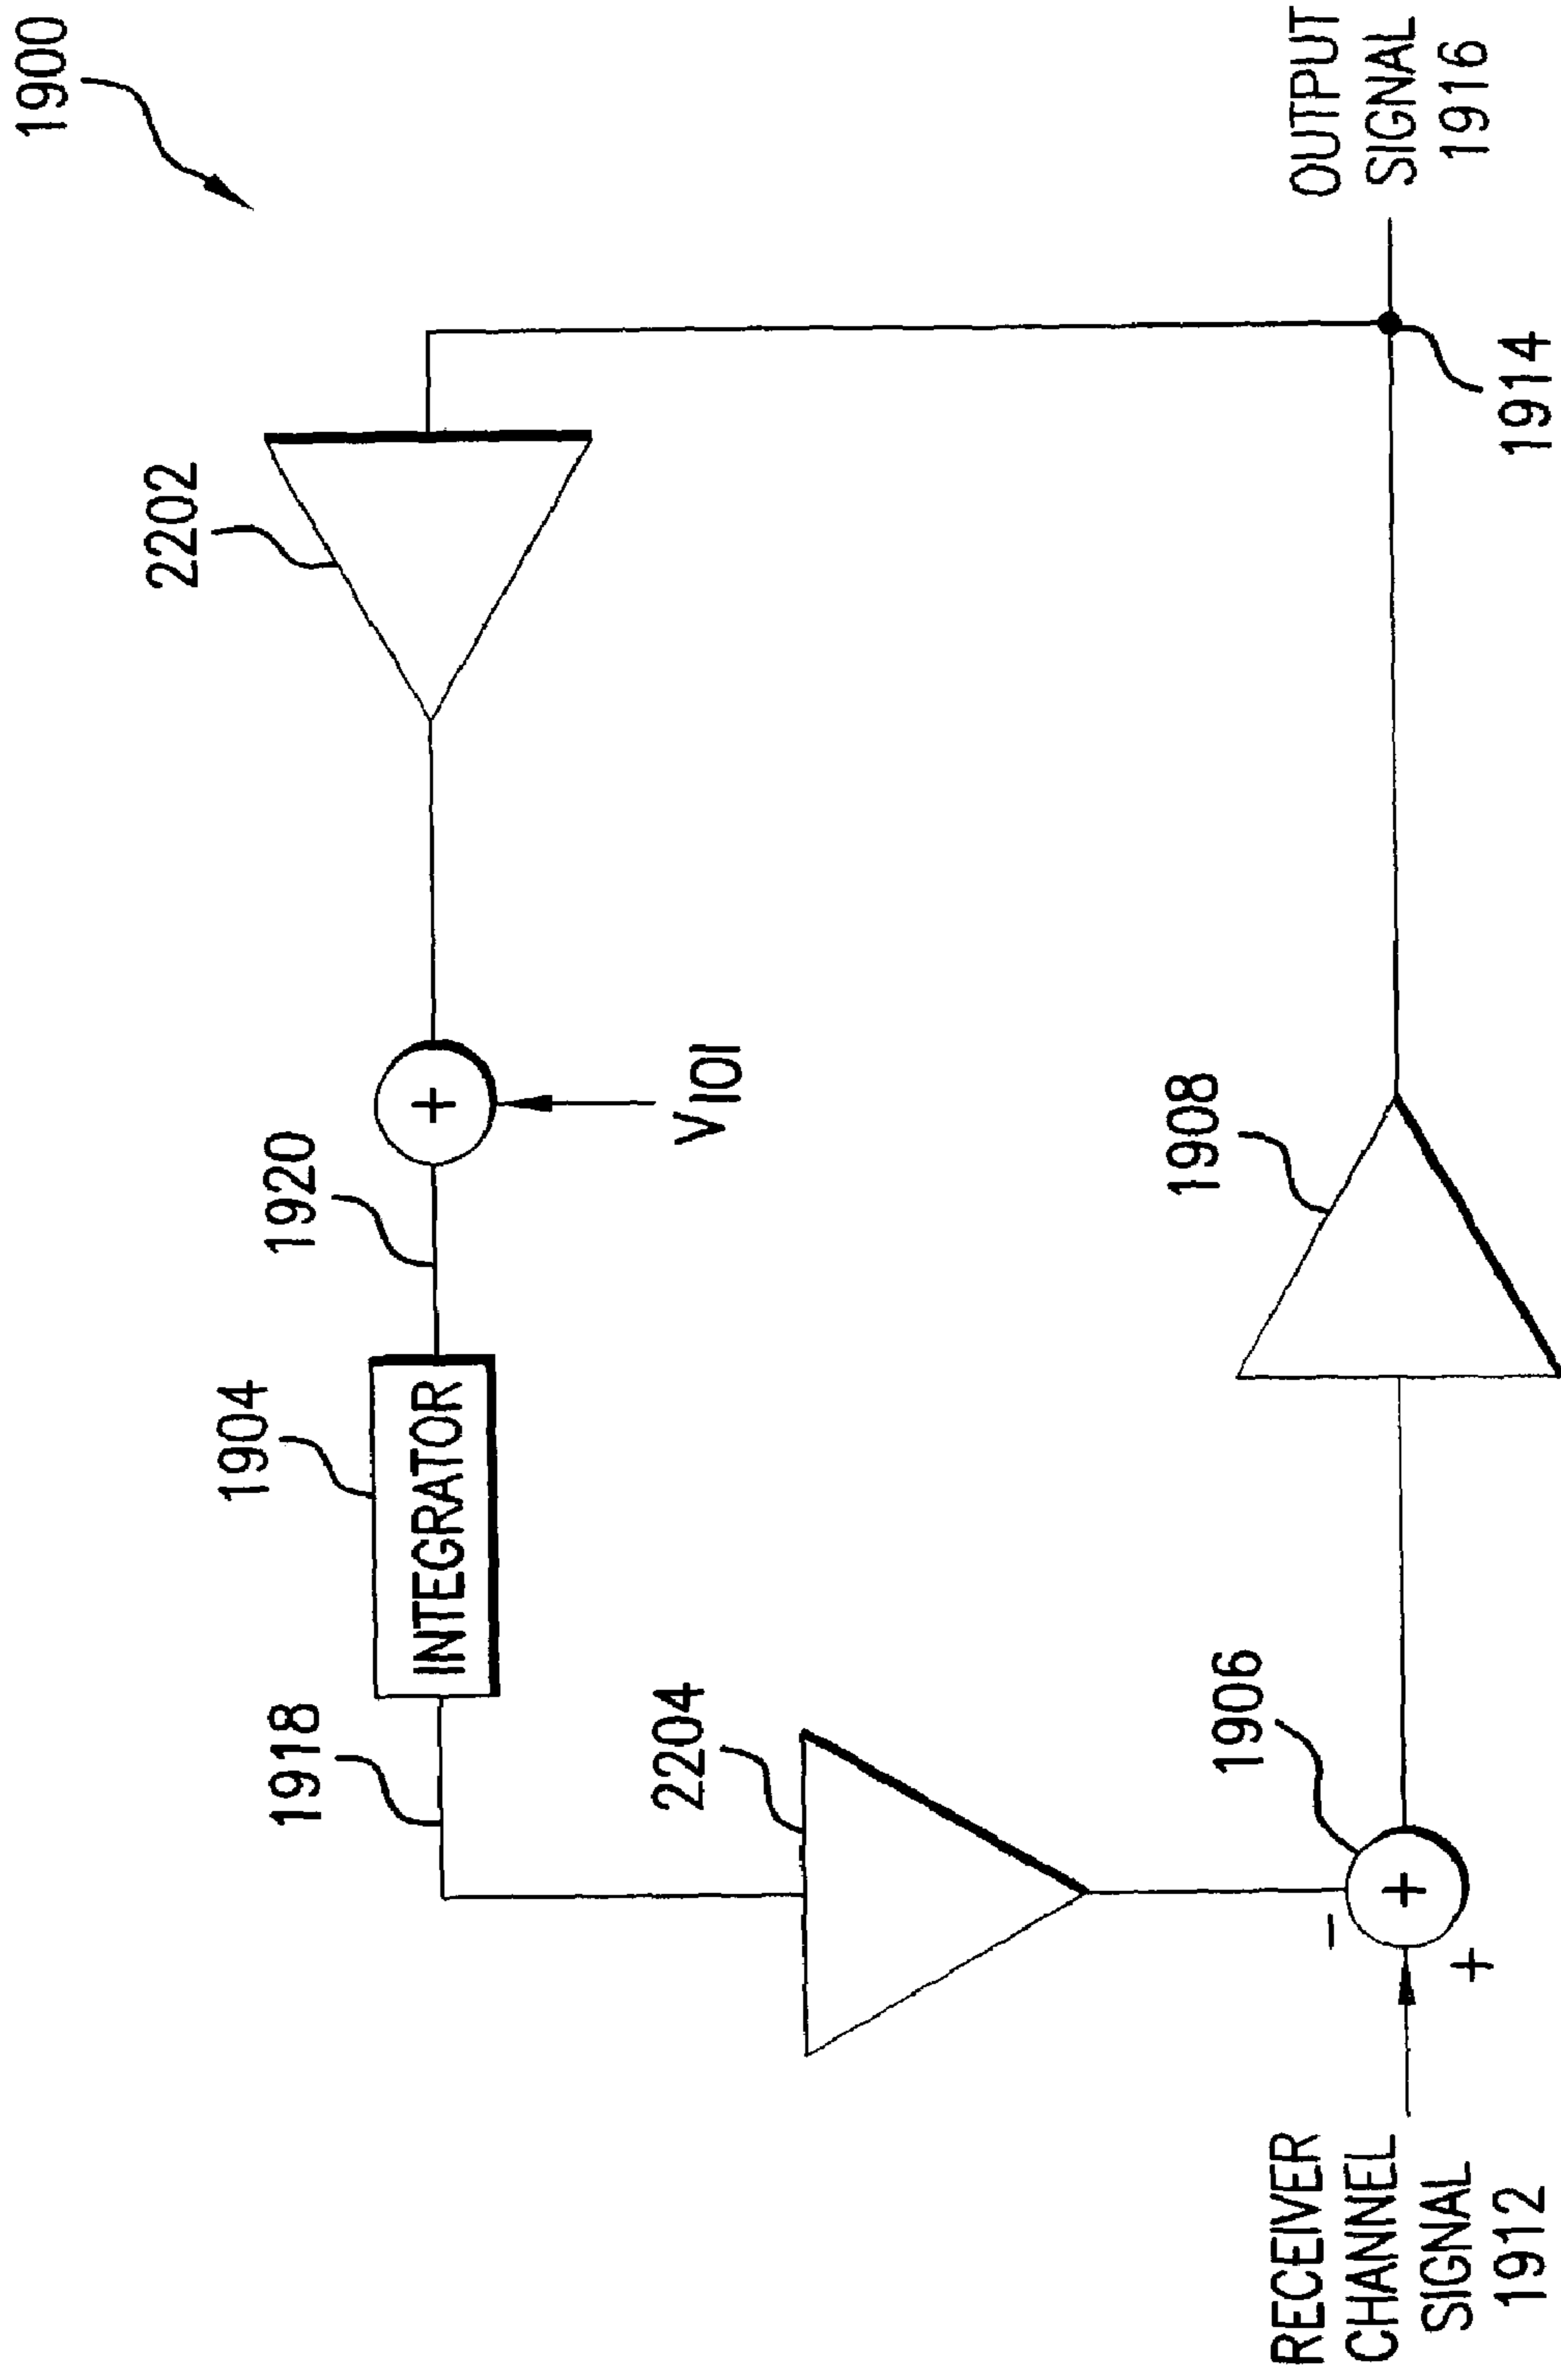 1900
2202
1920
1904
1918
V101
2204
1908
1906
INTEGRATOR
+
+
-
+
OUTPUT
SIGNAL
1916
1914
RECEIVER
CHANNEL
SIGNAL
1912